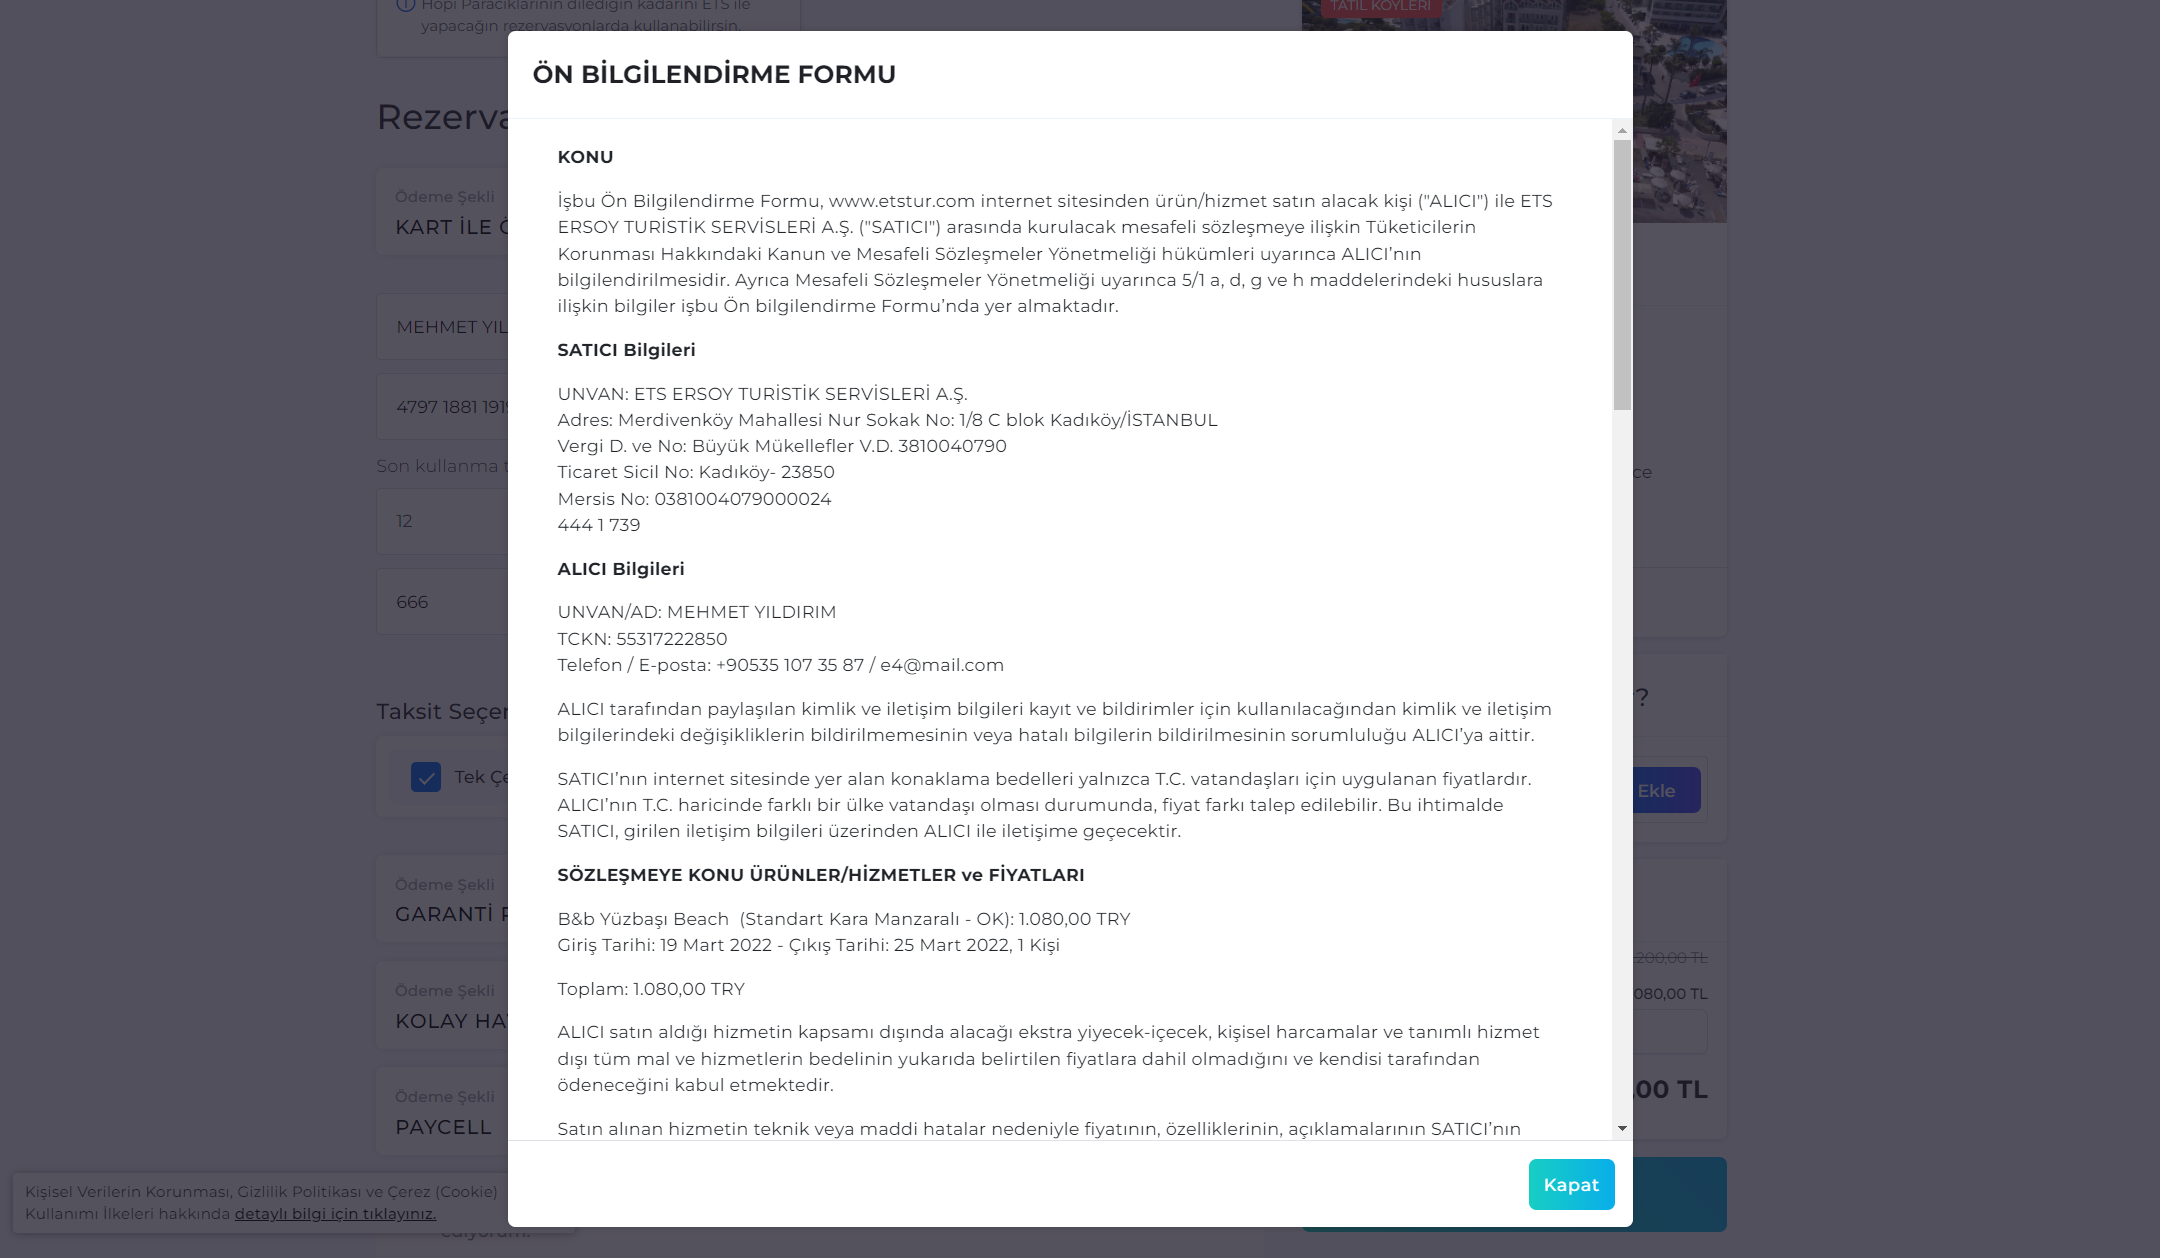 Hopi Paracıklarının dilediğin kadarını ETS ile
yapacağın rezervasyonlarda kullanabilirsin.
TATİL KÖYLERİ
ÖN BİLGİLENDİRME FORMU
KONU
İşbu Ön Bilgilendirme Formu, www.etstur.com internet sitesinden ürün/hizmet satın alacak kişi ("ALICI") ile ETS
ERSOY TURİSTİK SERVİSLERİ A.Ş. ("SATICI") arasında kurulacak mesafeli sözleşmeye ilişkin Tüketicilerin
Korunması Hakkındaki Kanun ve Mesafeli Sözleşmeler Yönetmeliği hükümleri uyarınca ALICI’nın
bilgilendirilmesidir. Ayrıca Mesafeli Sözleşmeler Yönetmeliği uyarınca 5/1 a, d, g ve h maddelerindeki hususlara
ilişkin bilgiler işbu Ön bilgilendirme Formu’nda yer almaktadır.
SATICI Bilgileri
UNVAN: ETS ERSOY TURİSTİK SERVİSLERİ A.Ş.
Adres: Merdivenköy Mahallesi Nur Sokak No: 1/8 C blok Kadıköy/İSTANBUL
Vergi D. ve No: Büyük Mükellefler V.D. 3810040790
Ticaret Sicil No: Kadıköy- 23850
Mersis No: 0381004079000024
444 1 739
ALICI Bilgileri
UNVAN/AD: MEHMET YILDIRIM
TCKN: 55317222850
Telefon / E-posta: +90535 107 35 87 / e4@mail.com
ALICI tarafından paylaşılan kimlik ve iletişim bilgileri kayıt ve bildirimler için kullanılacağından kimlik ve iletişim
bilgilerindeki değişikliklerin bildirilmemesinin veya hatalı bilgilerin bildirilmesinin sorumluluğu ALICI’ya aittir.
SATICI’nın internet sitesinde yer alan konaklama bedelleri yalnızca T.C. vatandaşları için uygulanan fiyatlardır.
ALICI’nın T.C. haricinde farklı bir ülke vatandaşı olması durumunda, fiyat farkı talep edilebilir. Bu ihtimalde
SATICI, girilen iletişim bilgileri üzerinden ALICI ile iletişime geçecektir.
SÖZLEŞMEYE KONU ÜRÜNLER/HİZMETLER ve FİYATLARI
B&b Yüzbaşı Beach (Standart Kara Manzaralı - OK): 1.080,00 TRY
Giriş Tarihi: 19 Mart 2022 - Çıkış Tarihi: 25 Mart 2022, 1 Kişi
Toplam: 1.080,00 TRY
ALICI satın aldığı hizmetin kapsamı dışında alacağı ekstra yiyecek-içecek, kişisel harcamalar ve tanımlı hizmet
dışı tüm mal ve hizmetlerin bedelinin yukarıda belirtilen fiyatlara dahil olmadığını ve kendisi tarafından
ödeneceğini kabul etmektedir.
Satın alınan hizmetin teknik veya maddi hatalar nedeniyle fiyatının, özelliklerinin, açıklamalarının SATICI’nın
Kapat
Rezerva
Ödeme Şekli
KART İLE Ö
MEHMET YIL
4797 1881 191
Son kullanma t
12
666
Taksit Seçen
Tek Çe
Ödeme Şekli
GARANTİ
Ödeme Şekli
KOLAY HA
Ödeme Şekli
PAYCELL
Kişisel Verilerin Korunması, Gizlilik Politikası ve Çerez (Cookie)
Kullanımı İlkeleri hakkında detaylı bilgi için tıklayınız.
ediyorum.
ce
?
Ekle
200,00 TL
080,00 TL
.00 TL